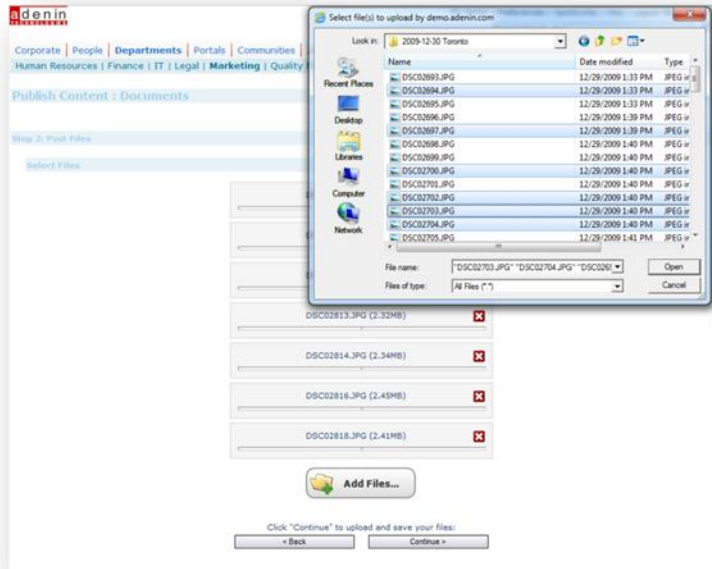 adenin
TECHNOLOGIES
Corporate | People | Departments | Portals | Communities |
Human Resources | Finance | IT | Legal | Marketing | Quality
Publish Content : Documents
Step 2: Post Files
Select Files
Select file(s) to upload by demo.adenin.com
Look in: 2009-12-30 Toronto
Name Date modified Type
Recent Places
Desktop
Libraries
Computer
Network
DSC02693.JPG 12/29/2009 1:33 PM JPEG
DSC02694.JPG 12/29/2009 1:33 PM JPEG
DSC02695.JPG 12/29/2009 1:33 PM JPEG
DSC02696.JPG 12/29/2009 1:39 PM JPEG
DSC02697.JPG 12/29/2009 1:39 PM JPEG
DSC02698.JPG 12/29/2009 1:40 PM JPEG
DSC02699.JPG 12/29/2009 1:40 PM JPEG
DSC02700.JPG 12/29/2009 1:40 PM JPEG
DSC02701.JPG 12/29/2009 1:40 PM JPEG
DSC02702.JPG 12/29/2009 1:40 PM JPEG
DSC02703.JPG 12/29/2009 1:40 PM JPEG
DSC02704.JPG 12/29/2009 1:40 PM JPEG
DSC02705.JPG 12/29/2009 1:41 PM JPEG
File name: "DSC02703.JPG" "DSC02704.JPG" "DSC026 Open
Files of type: All Files (*.*) Cancel
DSC02813.JPG (2.32MB)
DSC02814.JPG (2.34MB)
DSC02816.JPG (2.45MB)
DSC02818.JPG (2.41MB)
Add Files...
Click "Continue" to upload and save your files:
< Back Continue >